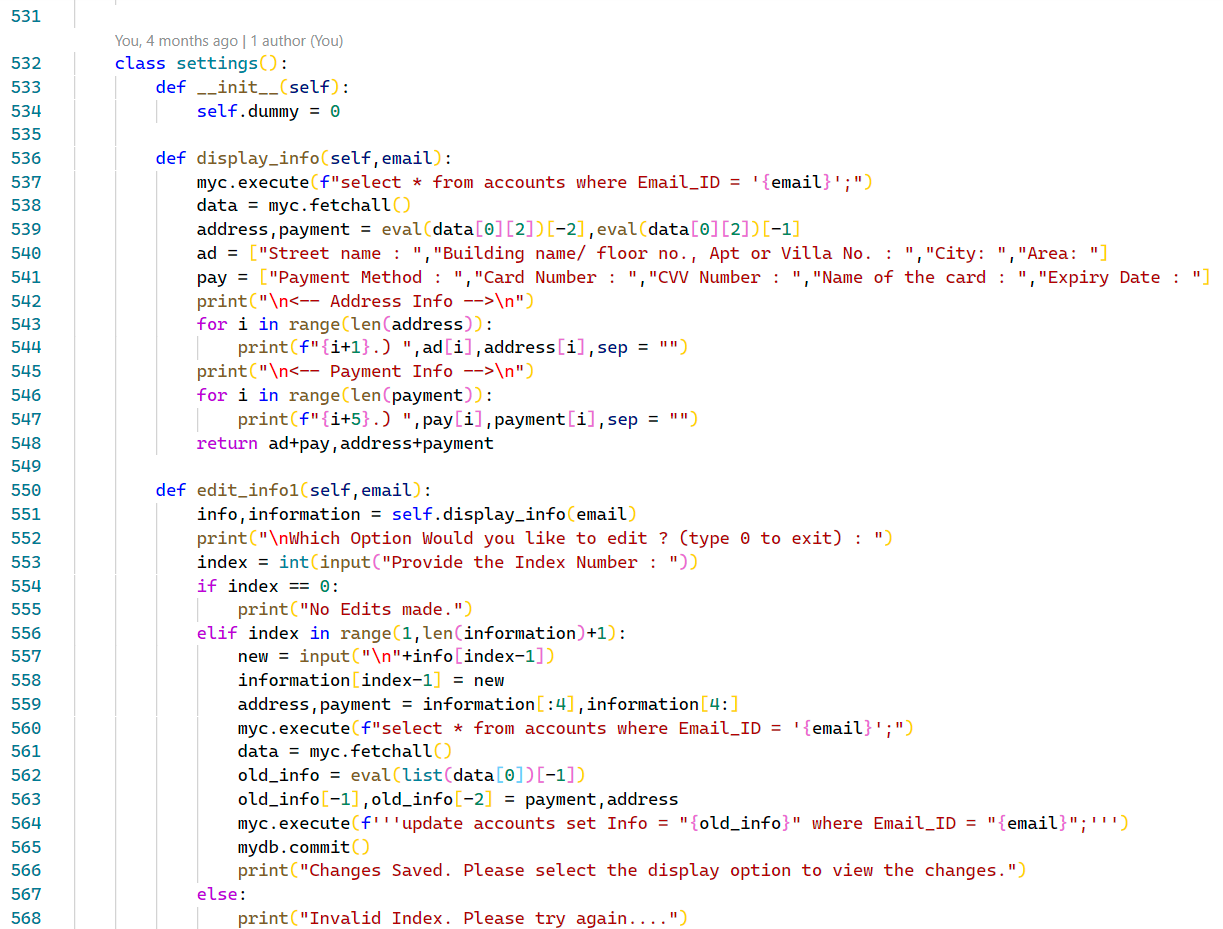 531
You, 4 months ago | 1 author (You)
532 class settings():
533     def __init__(self):
534         self.dummy = 0
535
536     def display_info(self,email):
537         myc.execute(f"select * from accounts where Email_ID = '{email}';")
538         data = myc.fetchall()
539         address,payment = eval(data[0][2])[-2],eval(data[0][2])[-1]
540         ad = ["Street name : ","Building name/ floor no., Apt or Villa No. : ","City: ","Area: "]
541         pay = ["Payment Method : ","Card Number : ","CVV Number : ","Name of the card : ","Expiry Date : "]
542         print("\n<-- Address Info -->\n")
543         for i in range(len(address)):
544             print(f"{i+1}.) ",ad[i],address[i],sep = "")
545         print("\n<-- Payment Info -->\n")
546         for i in range(len(payment)):
547             print(f"{i+5}.) ",pay[i],payment[i],sep = "")
548         return ad+pay,address+payment
549
550     def edit_info1(self,email):
551         info,information = self.display_info(email)
552         print("\nWhich Option Would you like to edit ? (type 0 to exit) : ")
553         index = int(input("Provide the Index Number : "))
554         if index == 0:
555             print("No Edits made.")
556         elif index in range(1,len(information)+1):
557             new = input("\n"+info[index-1])
558             information[index-1] = new
559             address,payment = information[:4],information[4:]
560             myc.execute(f"select * from accounts where Email_ID = '{email}';")
561             data = myc.fetchall()
562             old_info = eval(list(data[0])[-1])
563             old_info[-1],old_info[-2] = payment,address
564             myc.execute(f'''update accounts set Info = "{old_info}" where Email_ID = "{email}";''')
565             mydb.commit()
566             print("Changes Saved. Please select the display option to view the changes.")
567         else:
568             print("Invalid Index. Please try again....")